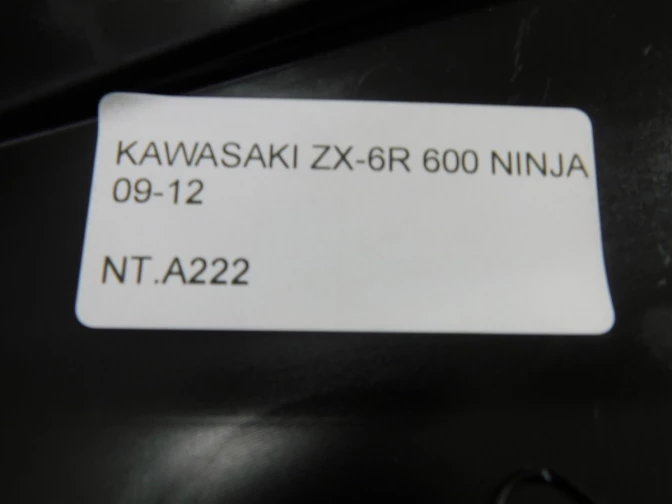 KAWASAKI ZX-6R 600 NINJA
09-12
NT.A222